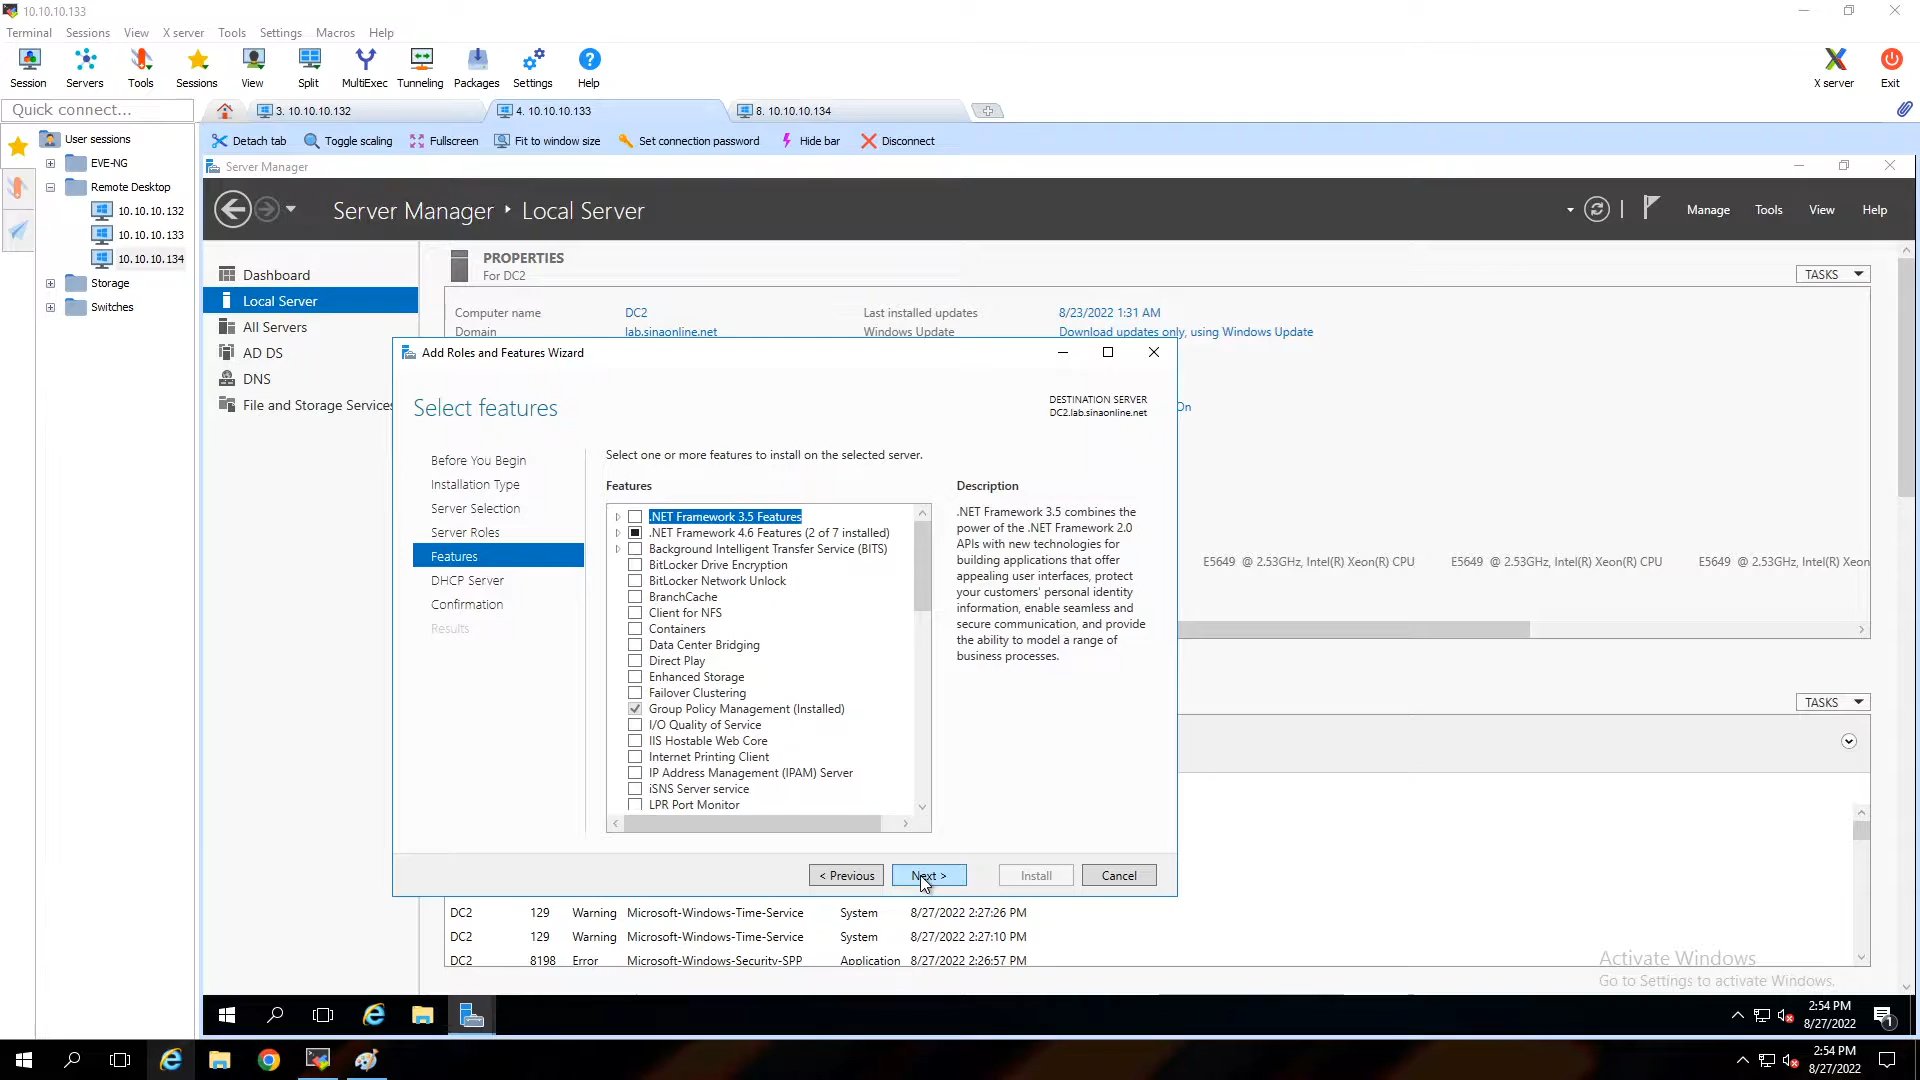 10.10.10.133
Terminal Sessions View X server Tools Settings Macros Help
Session Servers Tools Sessions View Split MultiExec Tunneling Packages Settings Help X server Exit
Quick connect...
3. 10.10.10.132
4. 10.10.10.133
8. 10.10.10.134
Detach tab Toggle scaling Fullscreen Fit to window size Set connection password Hide bar Disconnect
User sessions
EVE-NG
Remote Desktop
10.10.10.132
10.10.10.133
10.10.10.134
Storage
Switches
Server Manager
Server Manager ‣ Local Server
Manage Tools View Help
Dashboard
Local Server
All Servers
AD DS
DNS
File and Storage Services
PROPERTIES
For DC2
TASKS
Computer name DC2 Last installed updates 8/23/2022 1:31 AM
Domain lab.sinaonline.net Windows Update Download updates only, using Windows Update
On
E5649 @ 2.53GHz, Intel(R) Xeon(R) CPU E5649 @ 2.53GHz, Intel(R) Xeon(R) CPU E5649 @ 2.53GHz, Intel(R) Xeon
TASKS
Add Roles and Features Wizard
Select features
DESTINATION SERVER
DC2.lab.sinaonline.net
Before You Begin
Installation Type
Server Selection
Server Roles
Features
DHCP Server
Confirmation
Results
Select one or more features to install on the selected server.
Features
.NET Framework 3.5 Features
.NET Framework 4.6 Features (2 of 7 installed)
Background Intelligent Transfer Service (BITS)
BitLocker Drive Encryption
BitLocker Network Unlock
BranchCache
Client for NFS
Containers
Data Center Bridging
Direct Play
Enhanced Storage
Failover Clustering
Group Policy Management (Installed)
I/O Quality of Service
IIS Hostable Web Core
Internet Printing Client
IP Address Management (IPAM) Server
iSNS Server service
LPR Port Monitor
Description
.NET Framework 3.5 combines the
power of the .NET Framework 2.0
APIs with new technologies for
building applications that offer
appealing user interfaces, protect
your customers' personal identity
information, enable seamless and
secure communication, and provide
the ability to model a range of
business processes.
< Previous Next > Install Cancel
DC2 129 Warning Microsoft-Windows-Time-Service System 8/27/2022 2:27:26 PM
DC2 129 Warning Microsoft-Windows-Time-Service System 8/27/2022 2:27:10 PM
DC2 8198 Error Microsoft-Windows-Security-SPP Application 8/27/2022 2:26:57 PM
Activate Windows
Go to Settings to activate Windows.
2:54 PM
8/27/2022
1
2:54 PM
8/27/2022